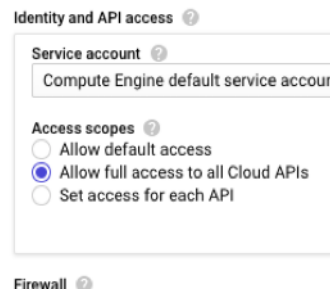 Identity and API access
Service account
Compute Engine default service accour
Access scopes
Allow default access
Allow full access to all Cloud APIs
Set access for each API
Firewall